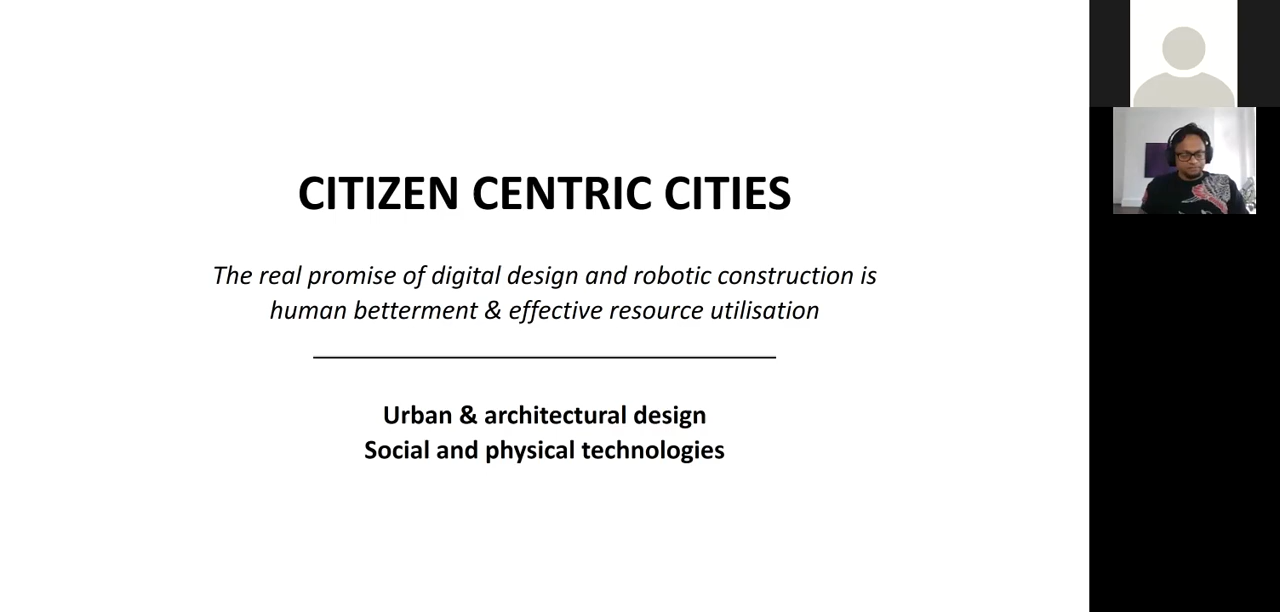 CITIZEN CENTRIC CITIES
The real promise of digital design and robotic construction is
human betterment & effective resource utilisation
Urban & architectural design
Social and physical technologies